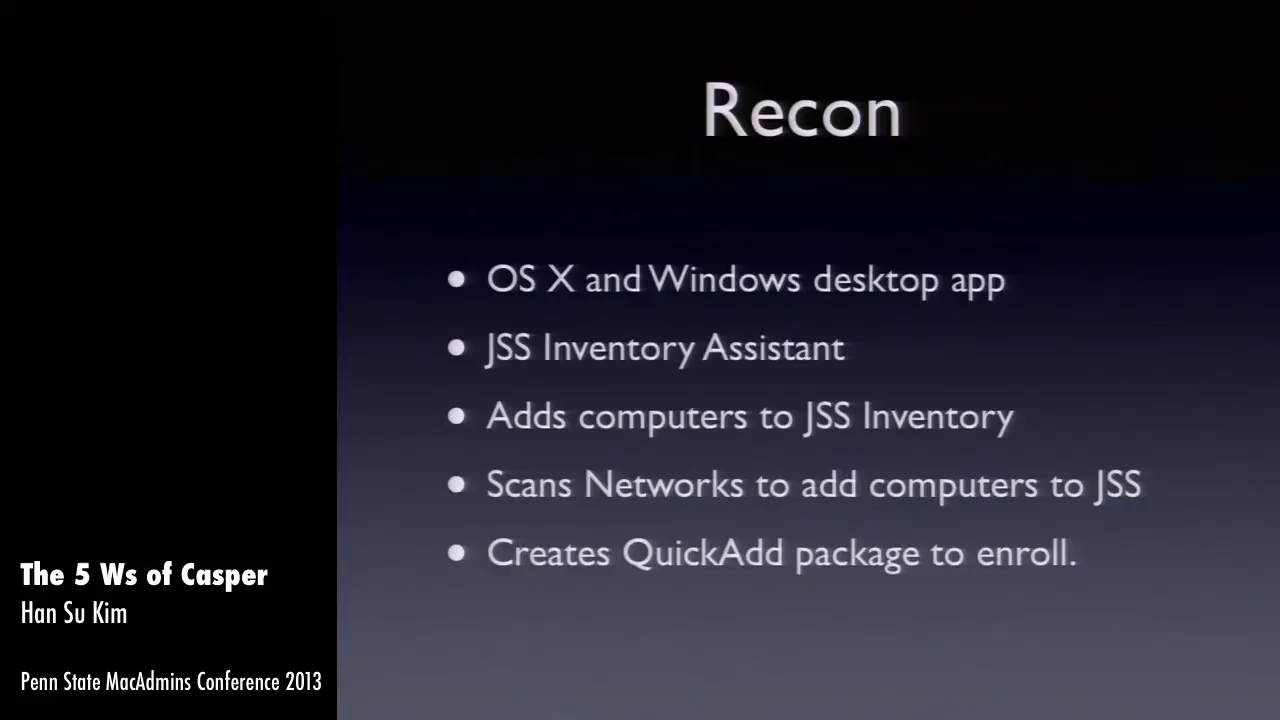 Recon
OS X and Windows desktop app
JSS Inventory Assistant
Adds computers to JSS Inventory
Scans Networks to add computers to JSS
Creates QuickAdd package to enroll.
The 5 Ws of Casper
Han Su Kim
Penn State MacAdmins Conference 2013